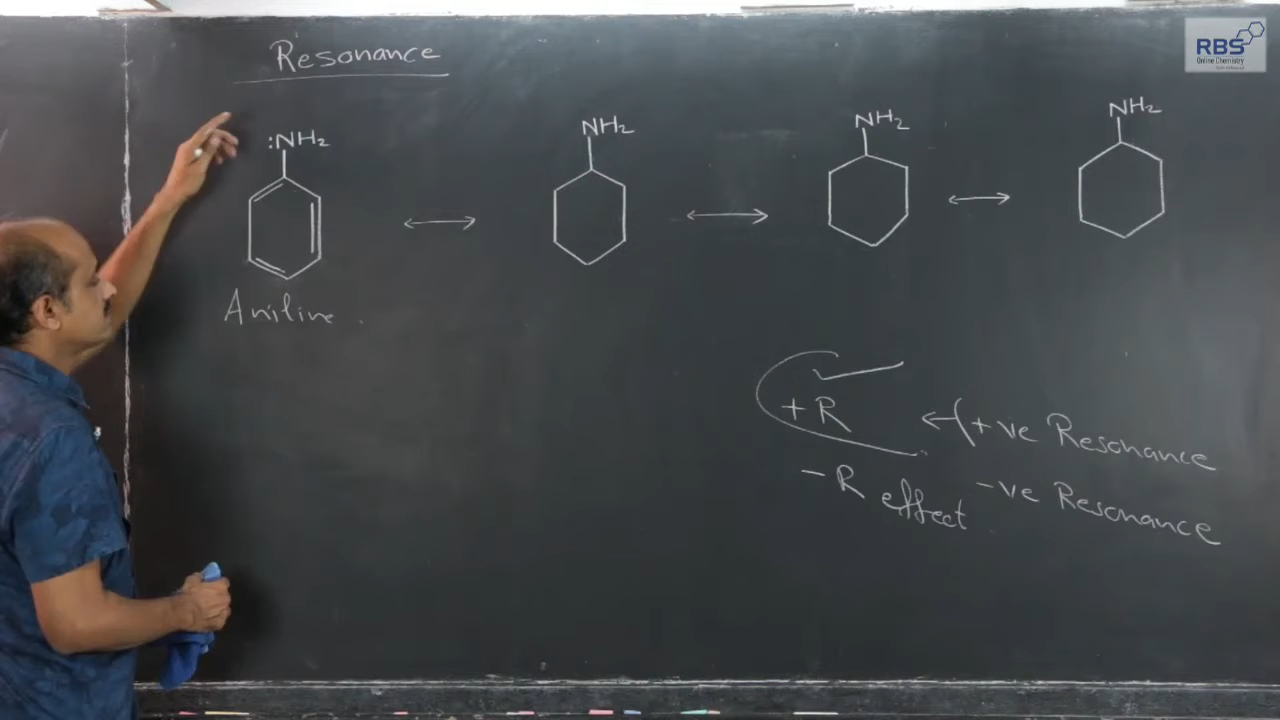 Resonance
:NH₂
NH₂
NH₂
NH₂
Aniline.
+R
+ve Resonance
-R effect
-ve Resonance
RBS
Online Chemistry